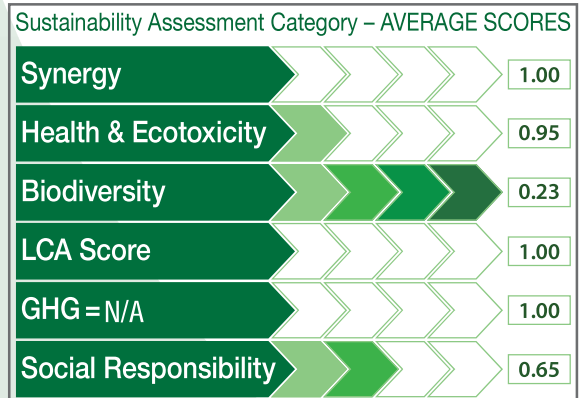 Sustainability Assessment Category – AVERAGE SCORES
Synergy 1.00
Health & Ecotoxicity 0.95
Biodiversity 0.23
LCA Score 1.00
GHG = N/A 1.00
Social Responsibility 0.65